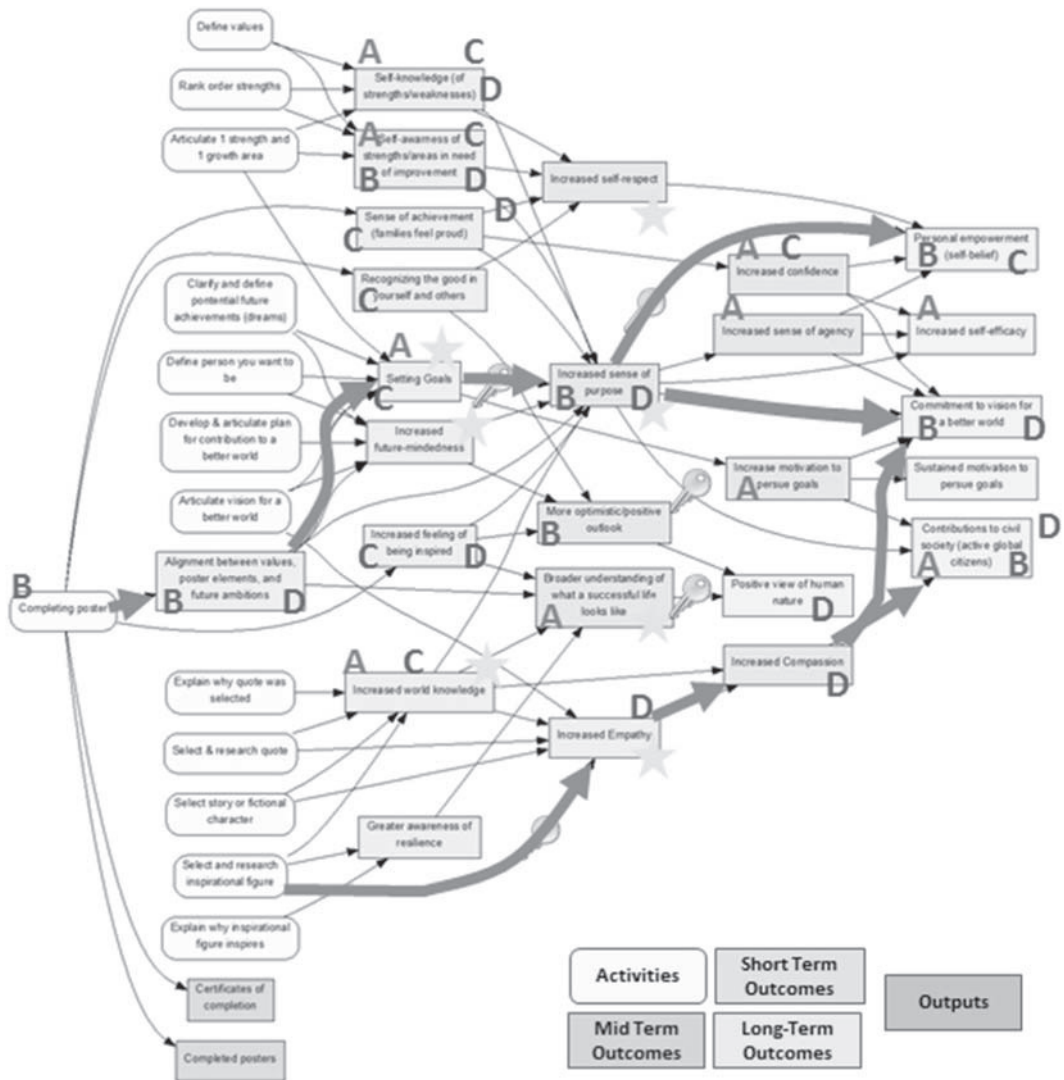 Define values
A
C
Self-knowledge (of
strengths/weaknesses)
D
Rank order strengths
Articulate 1 strength and
1 growth area
A
C
Self-awarness of
strengths/areas in need
of improvement
B
D
Increased self-respect
D
Sense of achievement
(families feel proud)
C
Recognizing the good in
yourself and others
C
Personal empowerment
(self-belief)
B
C
A
C
Increased confidence
A
Increased sense of agency
A
Increased self-efficacy
Clarify and define
pontential future
achievements (dreams)
Define person you want to
be
A
Setting Goals
C
Increased sense of
purpose
B
D
Commitment to vision for
a better world
B
D
Develop & articulate plan
for contribution to a
better world
Increased
future-mindedness
Increase motivation to
persue goals
A
Sustained motivation to
persue goals
Articulate vision for a
better world
More optimistic/positive
outlook
B
Increased feeling of
being inspired
C
D
Contributions to civil
society (active global
citizens)
D
A
B
B
Completing poster
Alignment between values,
poster elements, and
future ambitions
B
D
Broader understanding of
what a successful life
looks like
A
Positive view of human
nature
D
Explain why quote was
selected
A
C
Increased world knowledge
Increased Compassion
D
Select & research quote
D
Increased Empathy
Select story or fictional
character
Greater awareness of
resilience
Select and research
inspirational figure
Explain why inspirational
figure inspires
Certificates of
completion
Completed posters
Activities
Short Term
Outcomes
Mid Term
Outcomes
Long-Term
Outcomes
Outputs